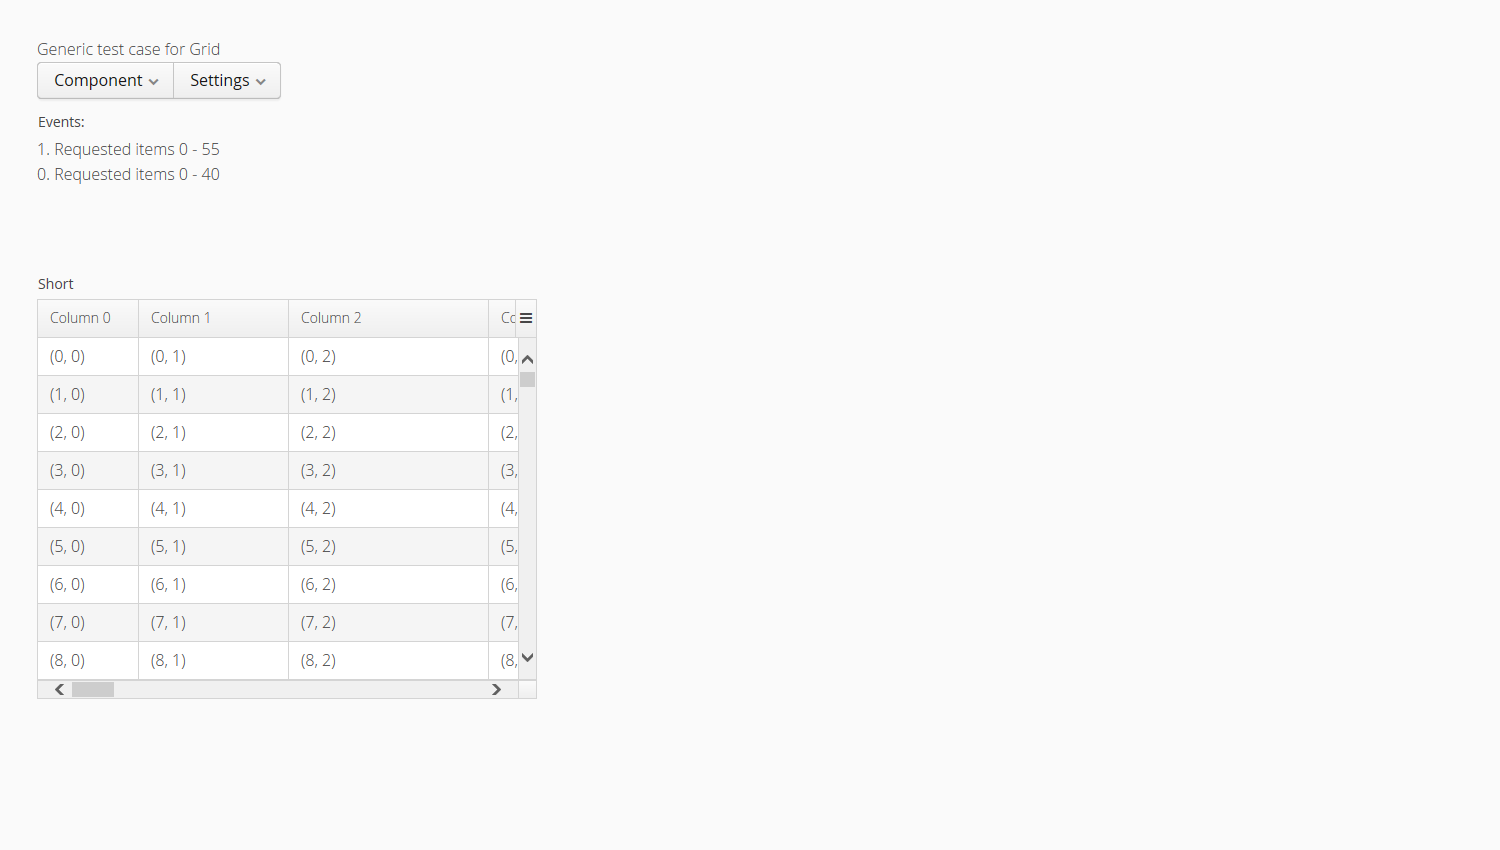 Generic test case for Grid
Component Settings
Events:
1. Requested items 0 - 55
0. Requested items 0 - 40
Short
Column 0 Column 1 Column 2
(0, 0) (0, 1) (0, 2) (0,
(1, 0) (1, 1) (1, 2) (1,
(2, 0) (2, 1) (2, 2) (2,
(3, 0) (3, 1) (3, 2) (3,
(4, 0) (4, 1) (4, 2) (4,
(5, 0) (5, 1) (5, 2) (5,
(6, 0) (6, 1) (6, 2) (6,
(7, 0) (7, 1) (7, 2) (7,
(8, 0) (8, 1) (8, 2) (8,